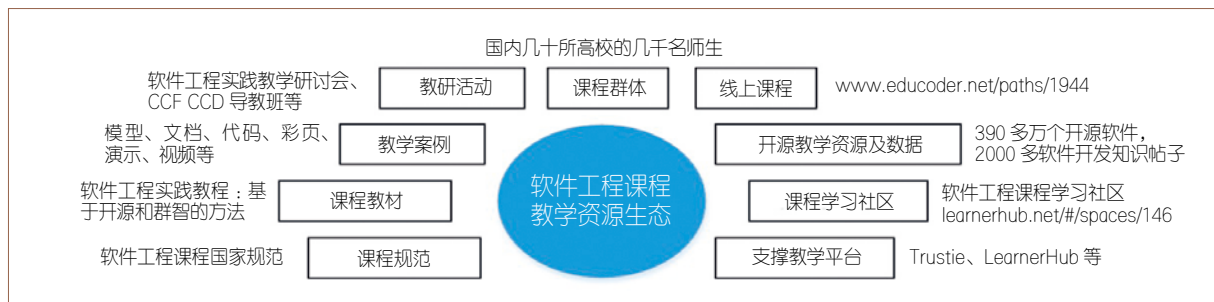 国内几十所高校的几千名师生
软件工程实践教学研讨会、
CCF CCD 导教班等
教研活动
课程群体
线上课程
www.educoder.net/paths/1944
模型、文档、代码、彩页、
演示、视频等
教学案例
开源教学资源及数据
390 多万个开源软件，
2000 多软件开发知识帖子
软件工程课程
教学资源生态
软件工程实践教程：基
于开源和群智的方法
课程教材
课程学习社区
软件工程课程学习社区
learnerhub.net/#/spaces/146
软件工程课程国家规范
课程规范
支撑教学平台
Trustie、LearnerHub 等